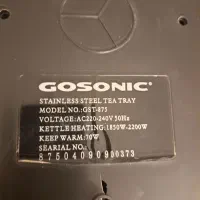 GOSONIC®
STAINLESS STEEL TEA TRAY
MODEL NO.:GST-875
VOLTAGE:AC220-240V 50Hz
KETTLE HEATING:1850W-2200W
KEEP WARM:70W
SEARIAL NO.:
87504090900373